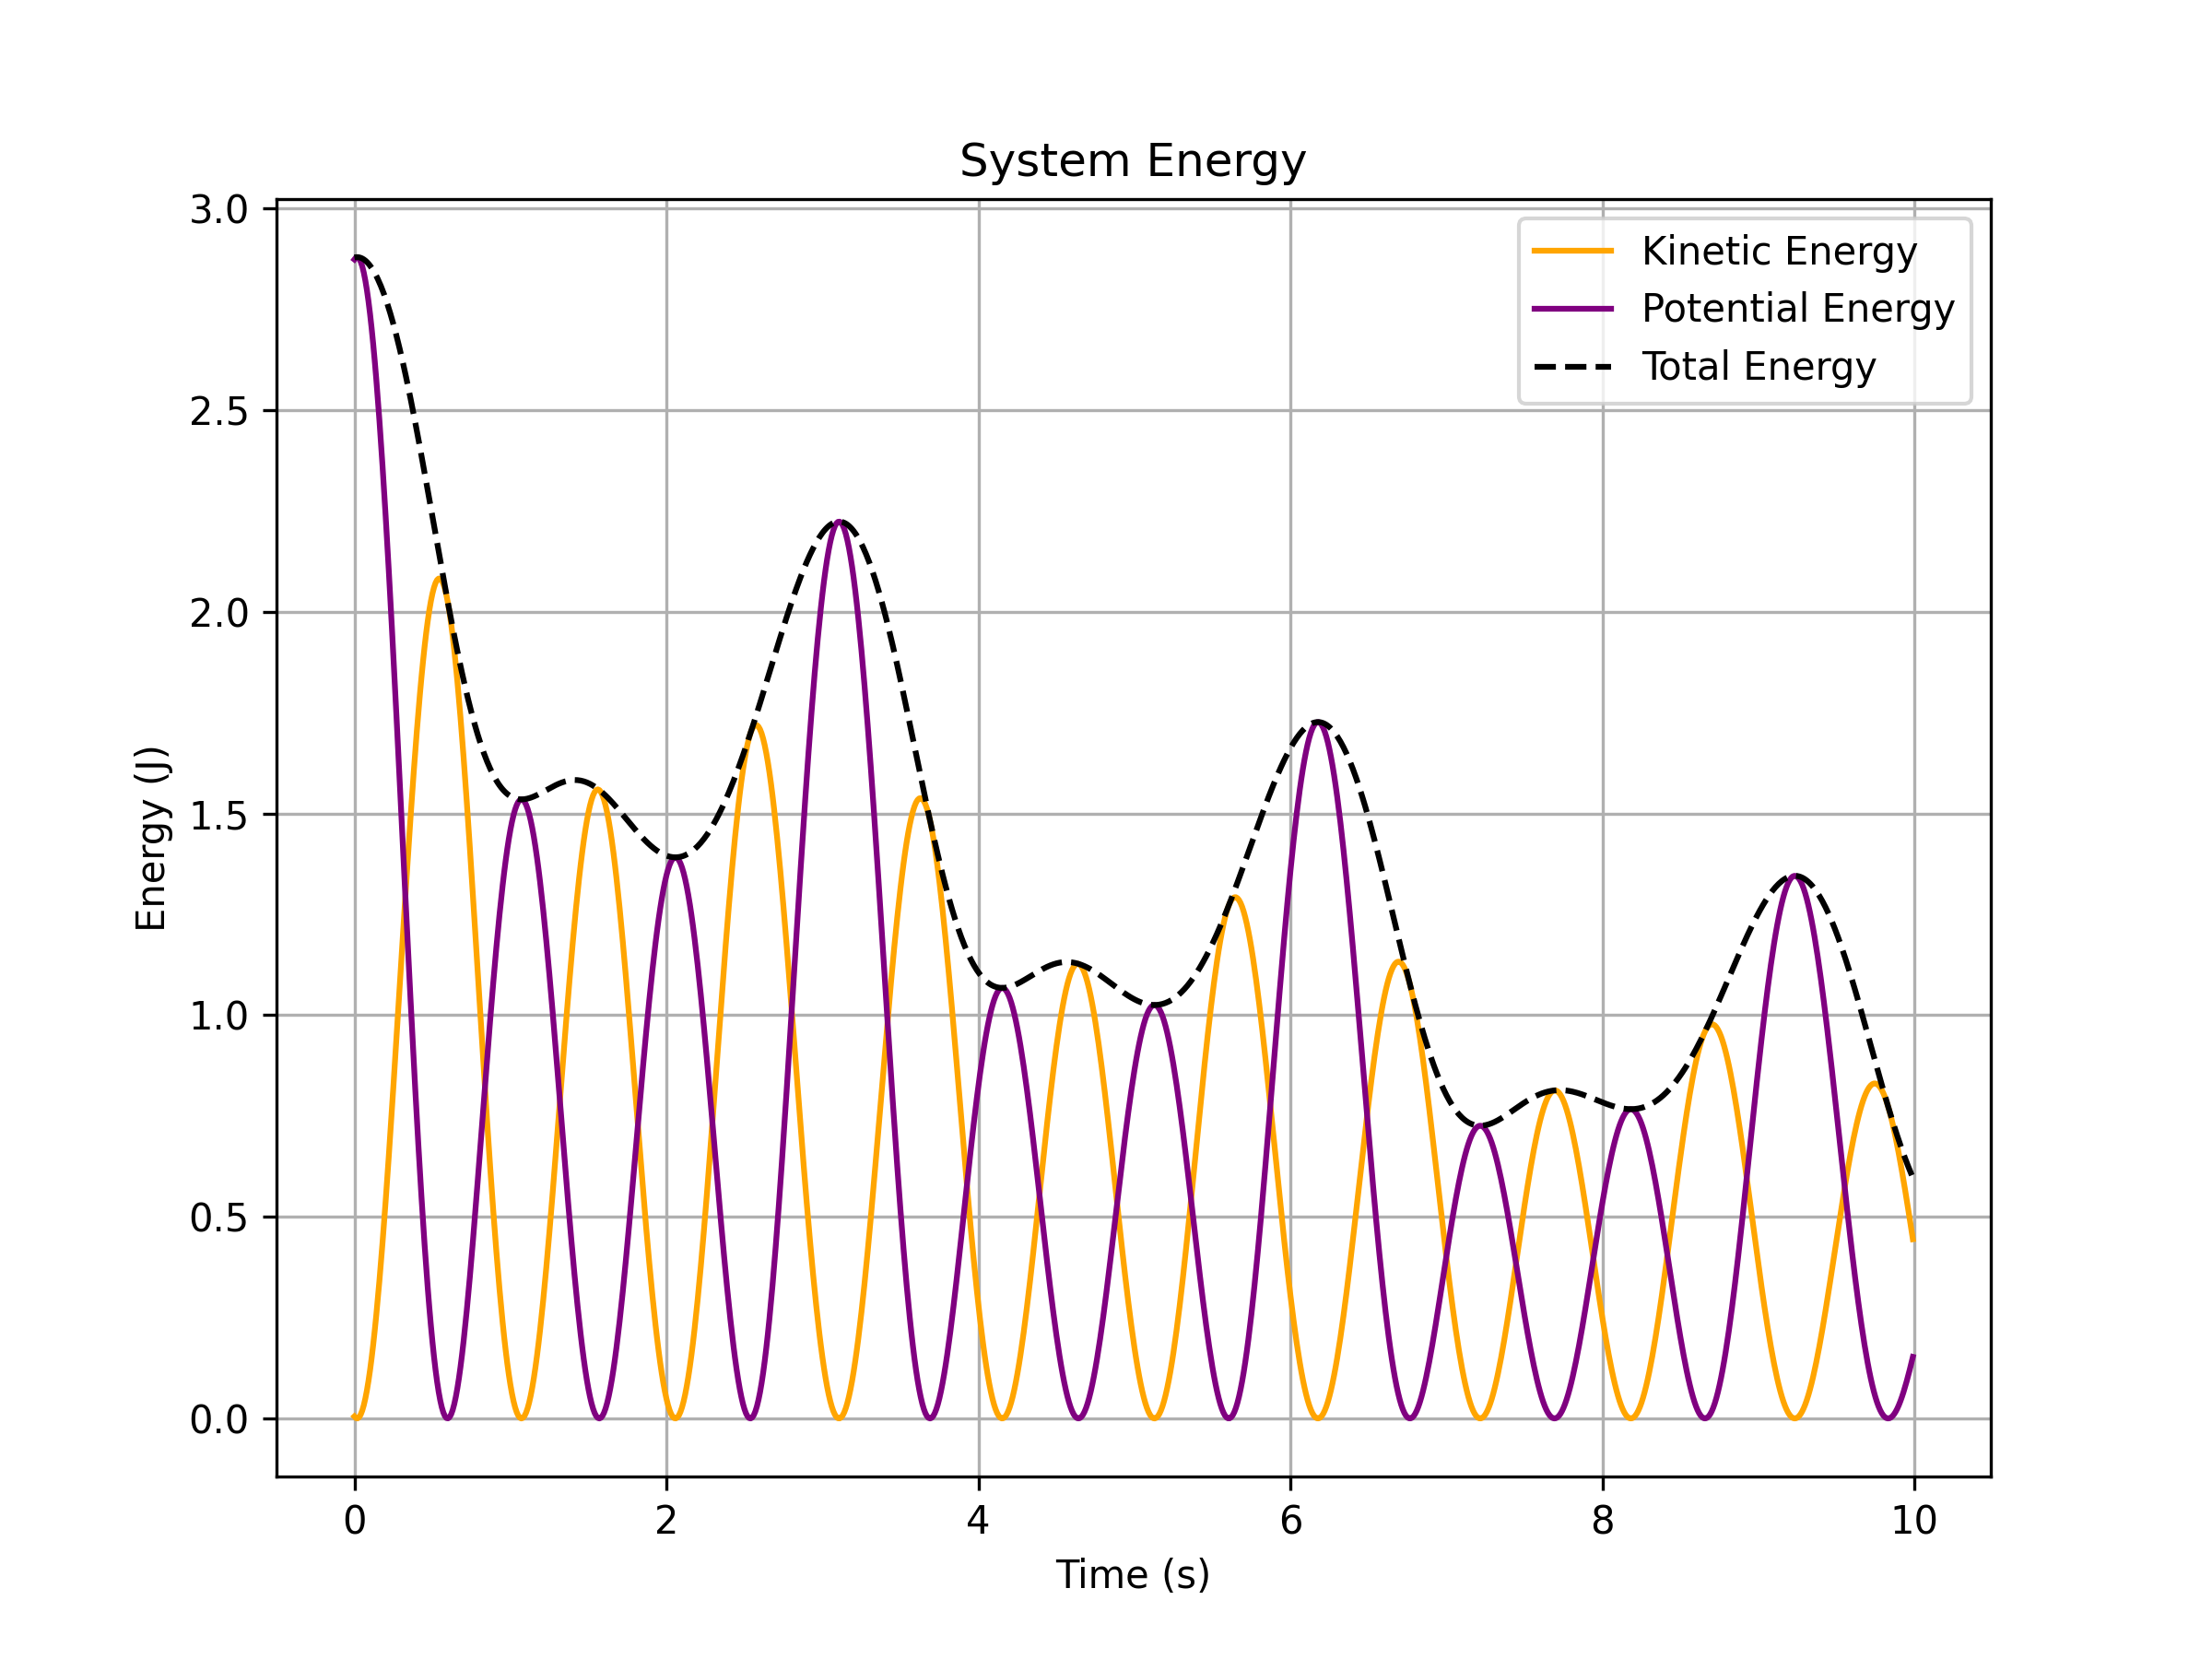 System Energy
Kinetic Energy
Potential Energy
Total Energy
Energy (J)
3.0
2.5
2.0
1.5
1.0
0.5
0.0
0 2 4 6 8 10
Time (s)